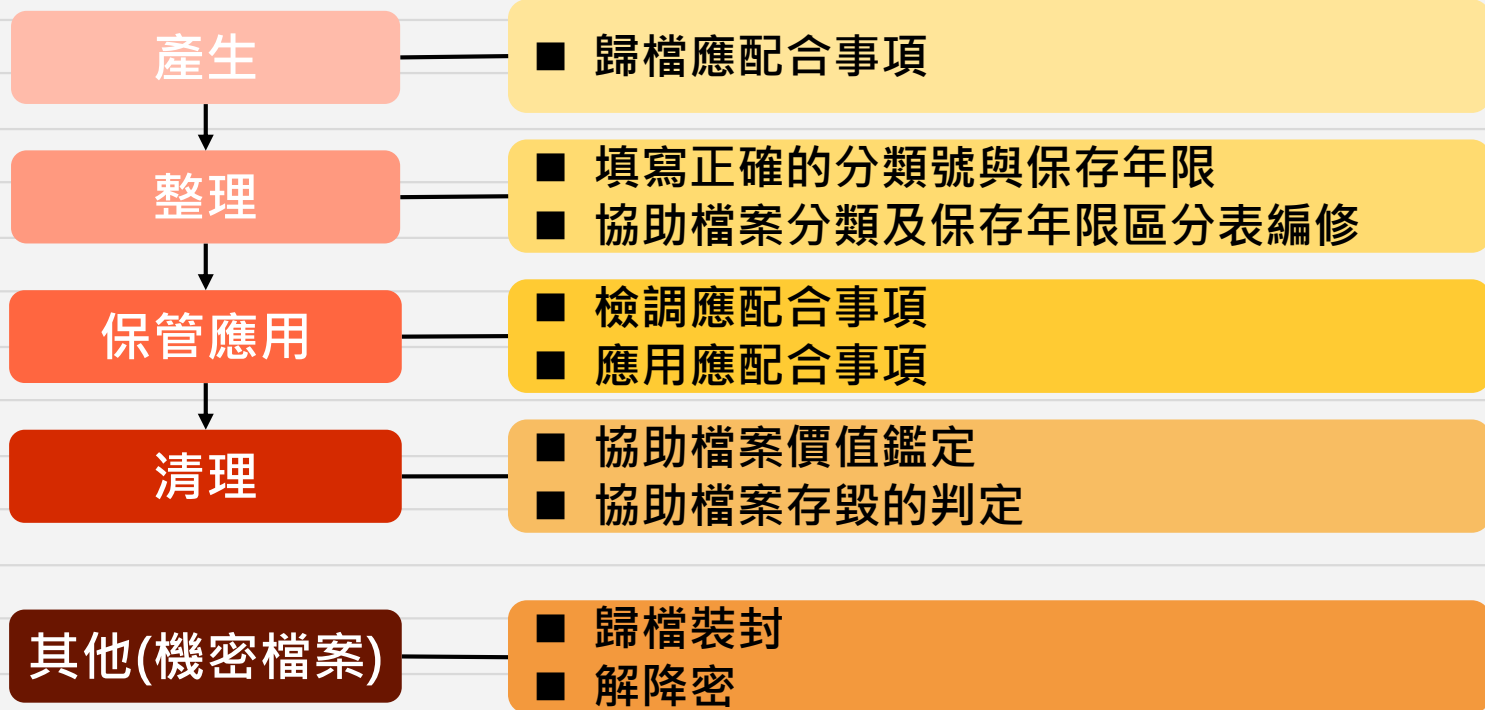 產生
■ 歸檔應配合事項
整理
■ 填寫正確的分類號與保存年限
■ 協助檔案分類及保存年限區分表編修
保管應用
■ 檢調應配合事項
■ 應用應配合事項
清理
■ 協助檔案價值鑑定
■ 協助檔案存毀的判定
其他(機密檔案)
■ 歸檔裝封
■ 解降密